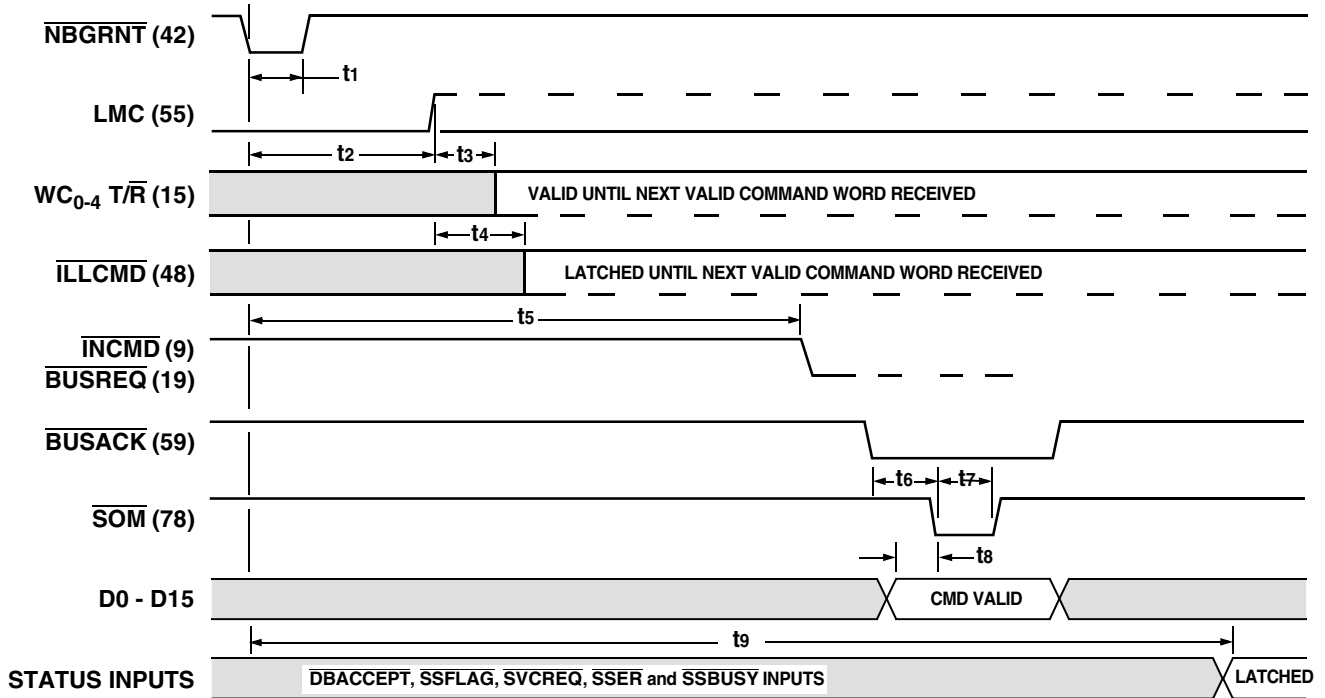 NBGRNT (42)
t1
LMC (55)
t2 t3
WC0-4 T/R (15) VALID UNTIL NEXT VALID COMMAND WORD RECEIVED
t4
ILLCMD (48) LATCHED UNTIL NEXT VALID COMMAND WORD RECEIVED
t5
INCMD (9)
BUSREQ (19)
BUSACK (59)
t6 t7
SOM (78)
t8
D0 - D15 CMD VALID
t9
STATUS INPUTS DBACCEPT, SSFLAG, SVCREQ, SSER and SSBUSY INPUTS LATCHED